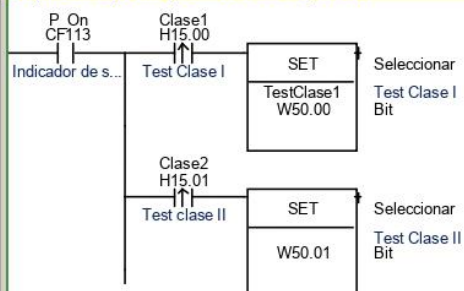 P_On
CF113
Indicador de s...
Clase1
H15.00
Test Clase I
SET
TestClase1
W50.00
Seleccionar
Test Clase I
Bit
Clase2
H15.01
Test clase II
SET
W50.01
Seleccionar
Test Clase II
Bit